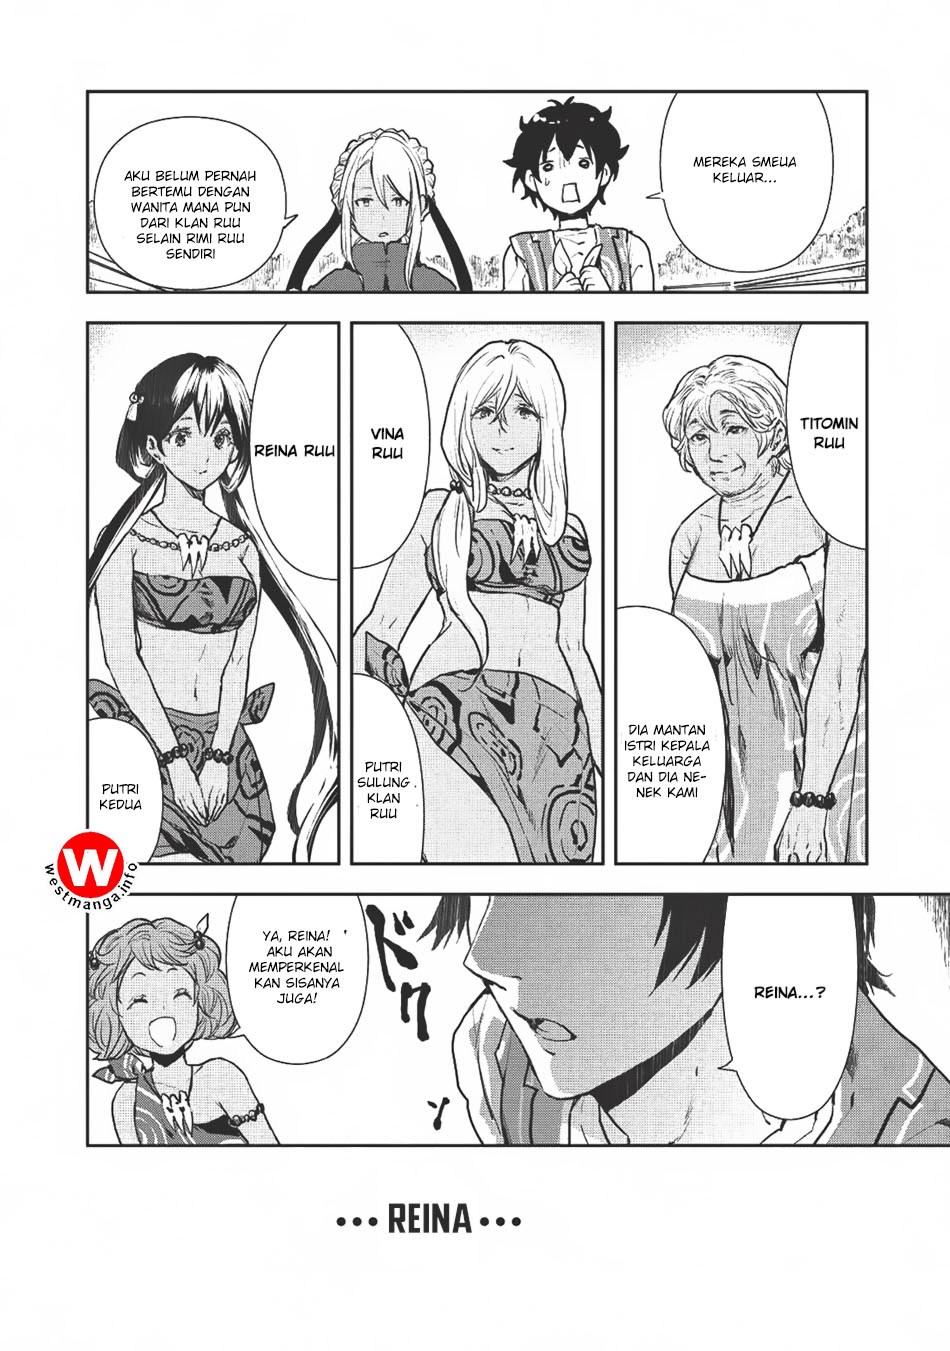 MEREKA SMEUA
KELUAR...
AKU BELUM PERNAH
BERTEMU DENGAN
WANITA MANA PUN
DARI KLAN RUU
SELAIN RIMI RUU
SENDIRI
TITOMIN
RUU
DIA MANTAN
ISTRI KEPALA
KELUARGA
DAN DIA NE-
NEK KAMI
VINA
RUU
PUTRI
SULUNG
KLAN
RUU
REINA RUU
PUTRI
KEDUA
W
westmanga.info
REINA...?
ドクン
YA, REINA!
AKU AKAN
MEMPERKENAL
KAN SISANYA
JUGA!
••• REINA •••